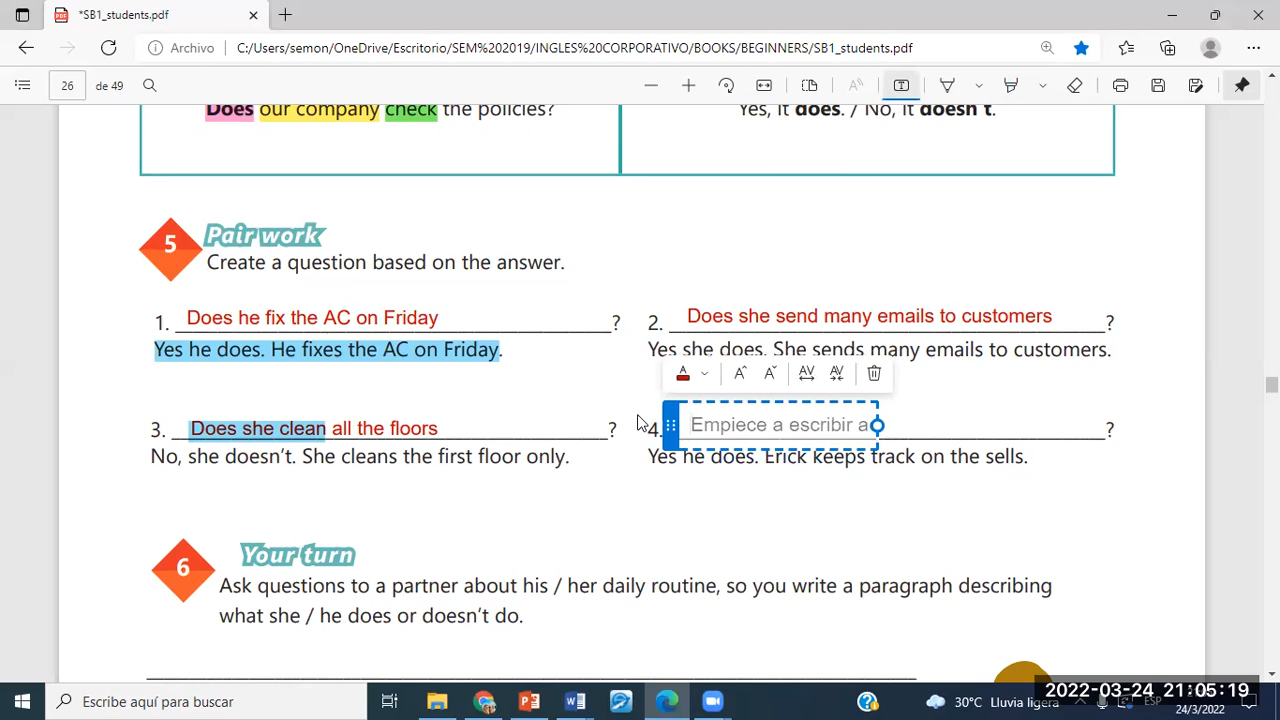 *SB1_students.pdf
Archivo C:/Users/semon/OneDrive/Escritorio/SEM%202019/INGLES%20CORPORATIVO/BOOKS/BEGINNERS/SB1_students.pdf
26 de 49
Does our company check the policies?
Yes, it does. / No, it doesn't.
5 Pair work
Create a question based on the answer.
1. Does he fix the AC on Friday ?
2. Does she send many emails to customers ?
Yes he does. He fixes the AC on Friday.
Yes she does. She sends many emails to customers.
3. Does she clean all the floors ?
4. Empiece a escribir a ?
No, she doesn't. She cleans the first floor only.
Yes he does. Erick keeps track on the sells.
6 Your turn
Ask questions to a partner about his / her daily routine, so you write a paragraph describing
what she / he does or doesn't do.
Escribe aquí para buscar
30°C Lluvia ligera
ESP
2022-03-24 21:05:19
24/3/2022